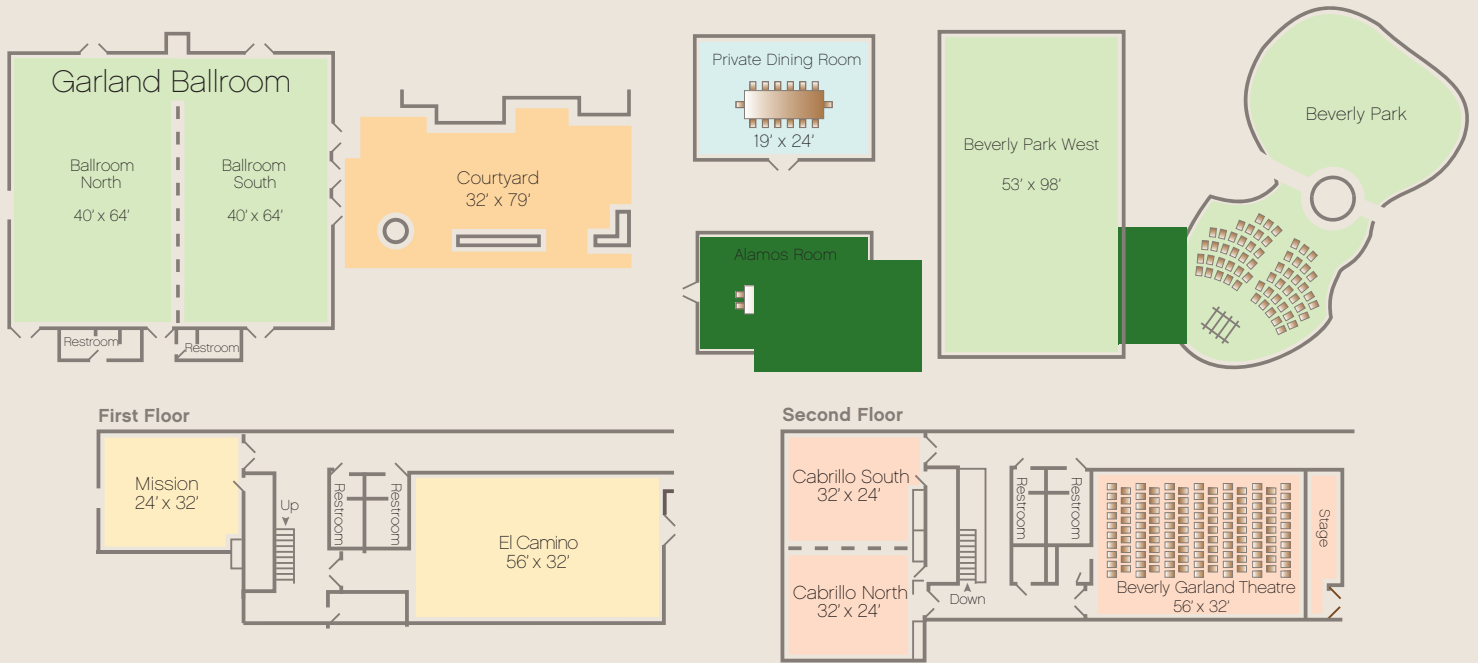 Garland Ballroom
Ballroom
North
40' x 64'
Ballroom
South
40' x 64'
Restroom
Restroom
Courtyard
32' x 79'
Private Dining Room
19' x 24'
Alamos Room
Beverly Park West
53' x 98'
Beverly Park
First Floor
Mission
24' x 32'
Up
Restroom
Restroom
El Camino
56' x 32'
Second Floor
Cabrillo South
32' x 24'
Cabrillo North
32' x 24'
Down
Restroom
Restroom
Beverly Garland Theatre
56' x 32'
Stage